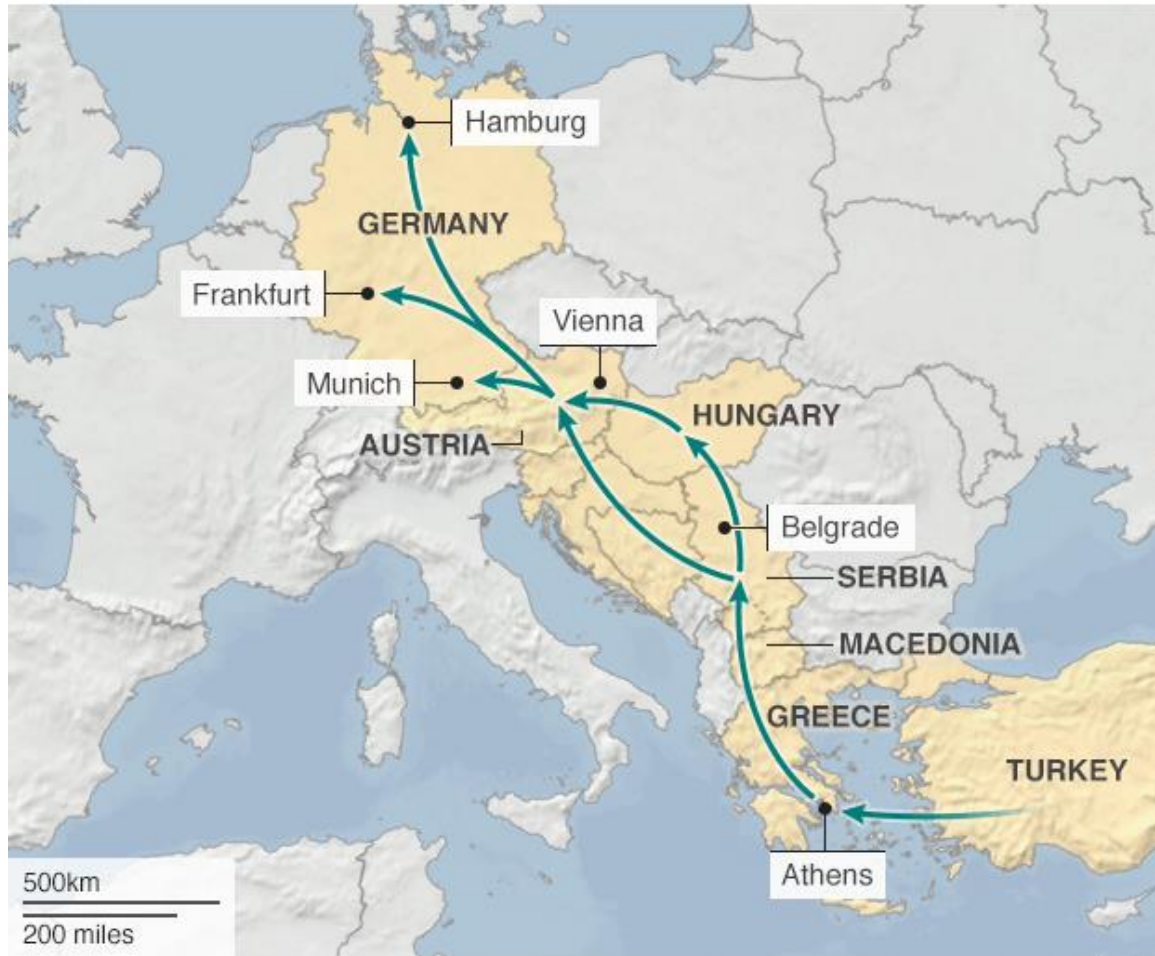 Hamburg
GERMANY
Frankfurt
Vienna
Munich
HUNGARY
AUSTRIA
Belgrade
SERBIA
MACEDONIA
GREECE
TURKEY
Athens
500km
200 miles